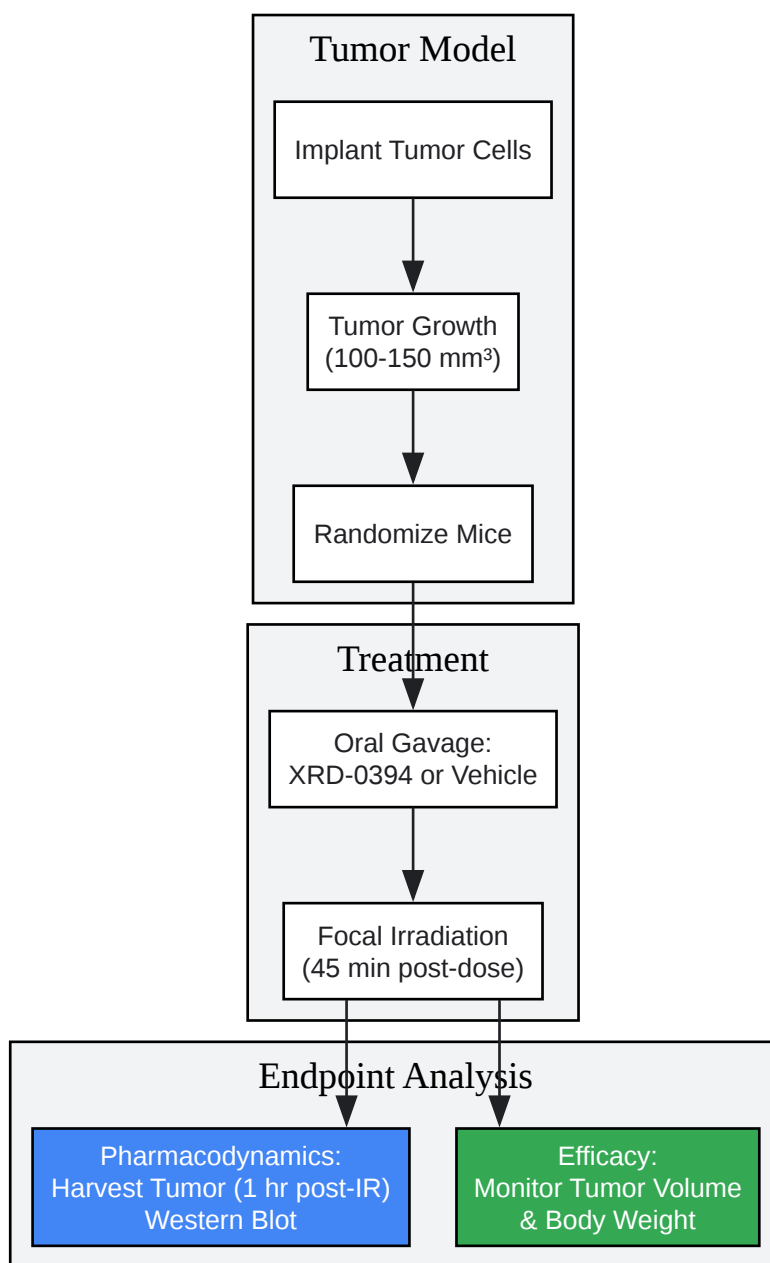 Tumor Model
Implant Tumor Cells
Tumor Growth
(100-150 mm³)
Randomize Mice
Treatment
Oral Gavage:
XRD-0394 or Vehicle
Focal Irradiation
(45 min post-dose)
Endpoint Analysis
Pharmacodynamics:
Harvest Tumor (1 hr post-IR)
Western Blot
Efficacy:
Monitor Tumor Volume
& Body Weight